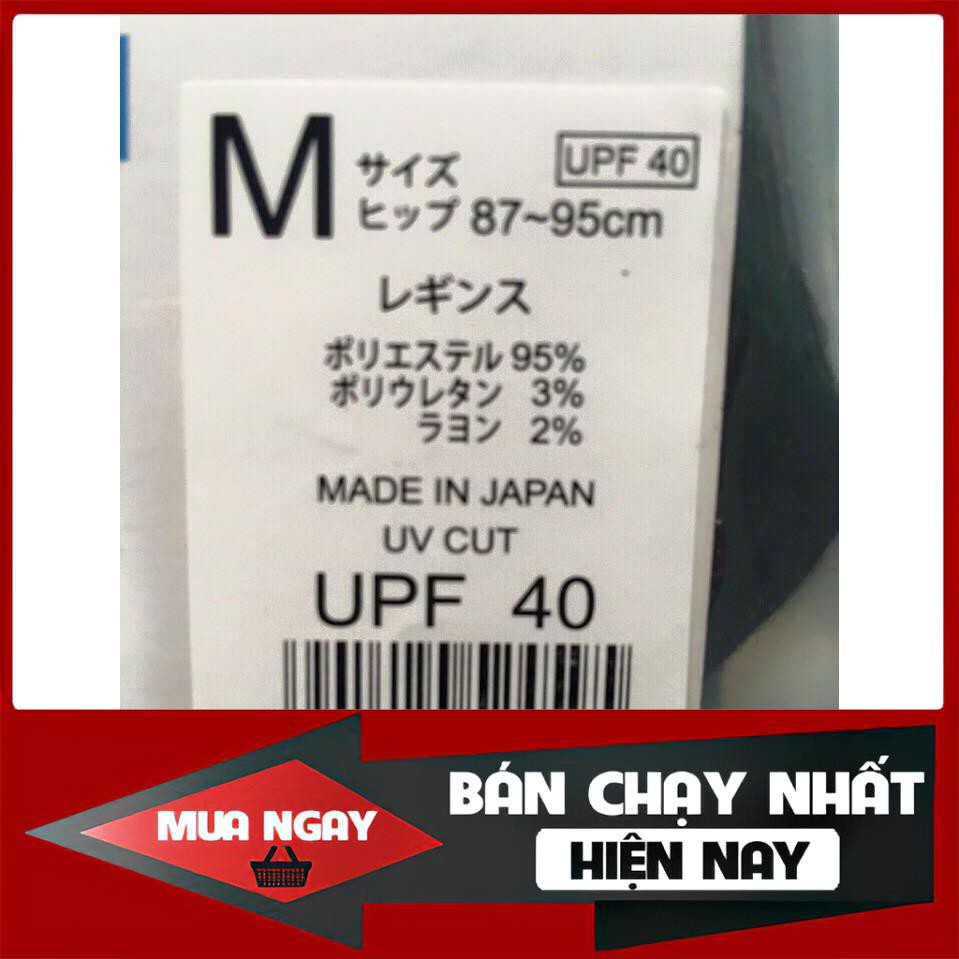 M サイズ UPF 40
ヒップ 87~95cm
レギンス
ポリエステル 95%
ポリウレタン 3%
ラヨン 2%
MADE IN JAPAN
UV CUT
UPF 40
MUA NGAY
BÁN CHẠY NHẤT
HIỆN NAY